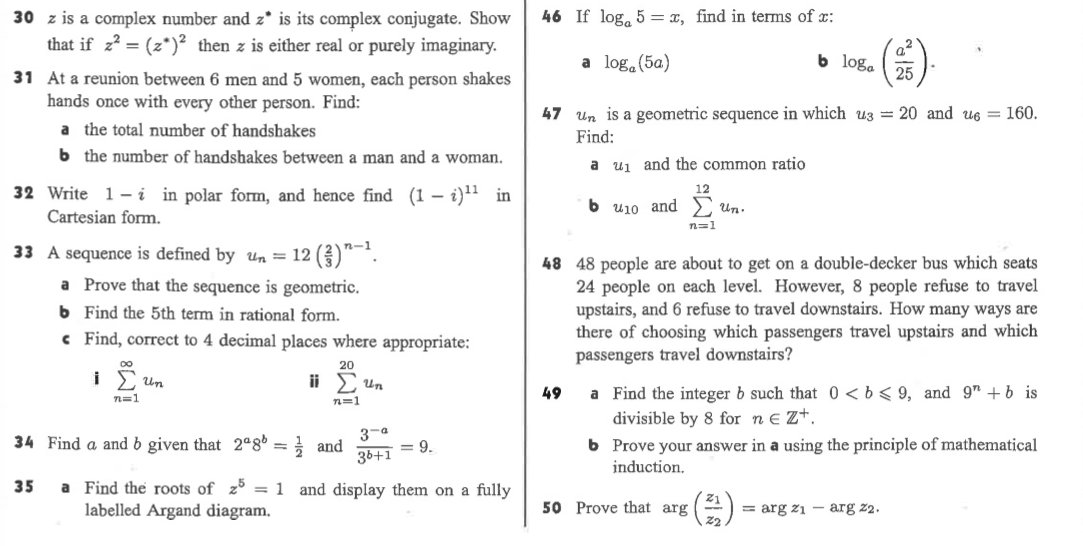 30 z is a complex number and z* is its complex conjugate. Show
that if z² = (z*)² then z is either real or purely imaginary.
31 At a reunion between 6 men and 5 women, each person shakes
hands once with every other person. Find:
a the total number of handshakes
b the number of handshakes between a man and a woman.
32 Write 1 − i in polar form, and hence find (1 − i)¹¹ in
Cartesian form.
33 A sequence is defined by uₙ = 12 (2/3)ⁿ⁻¹.
a Prove that the sequence is geometric.
b Find the 5th term in rational form.
c Find, correct to 4 decimal places where appropriate:
i ∑_{n=1}^{∞} uₙ ii ∑_{n=1}^{20} uₙ
34 Find a and b given that 2ᵃ8ᵇ = 1/2 and 3⁻ᵃ/3ᵇ⁺¹ = 9.
35 a Find the roots of z⁵ = 1 and display them on a fully
labelled Argand diagram.
46 If logₐ 5 = x, find in terms of x:
a logₐ(5a) b logₐ (a²/25).
47 uₙ is a geometric sequence in which u₃ = 20 and u₆ = 160.
Find:
a u₁ and the common ratio
b u₁₀ and ∑_{n=1}^{12} uₙ.
48 48 people are about to get on a double-decker bus which seats
24 people on each level. However, 8 people refuse to travel
upstairs, and 6 refuse to travel downstairs. How many ways are
there of choosing which passengers travel upstairs and which
passengers travel downstairs?
49 a Find the integer b such that 0 < b ⩽ 9, and 9ⁿ + b is
divisible by 8 for n ∈ ℤ⁺.
b Prove your answer in a using the principle of mathematical
induction.
50 Prove that arg (z₁/z₂) = arg z₁ − arg z₂.